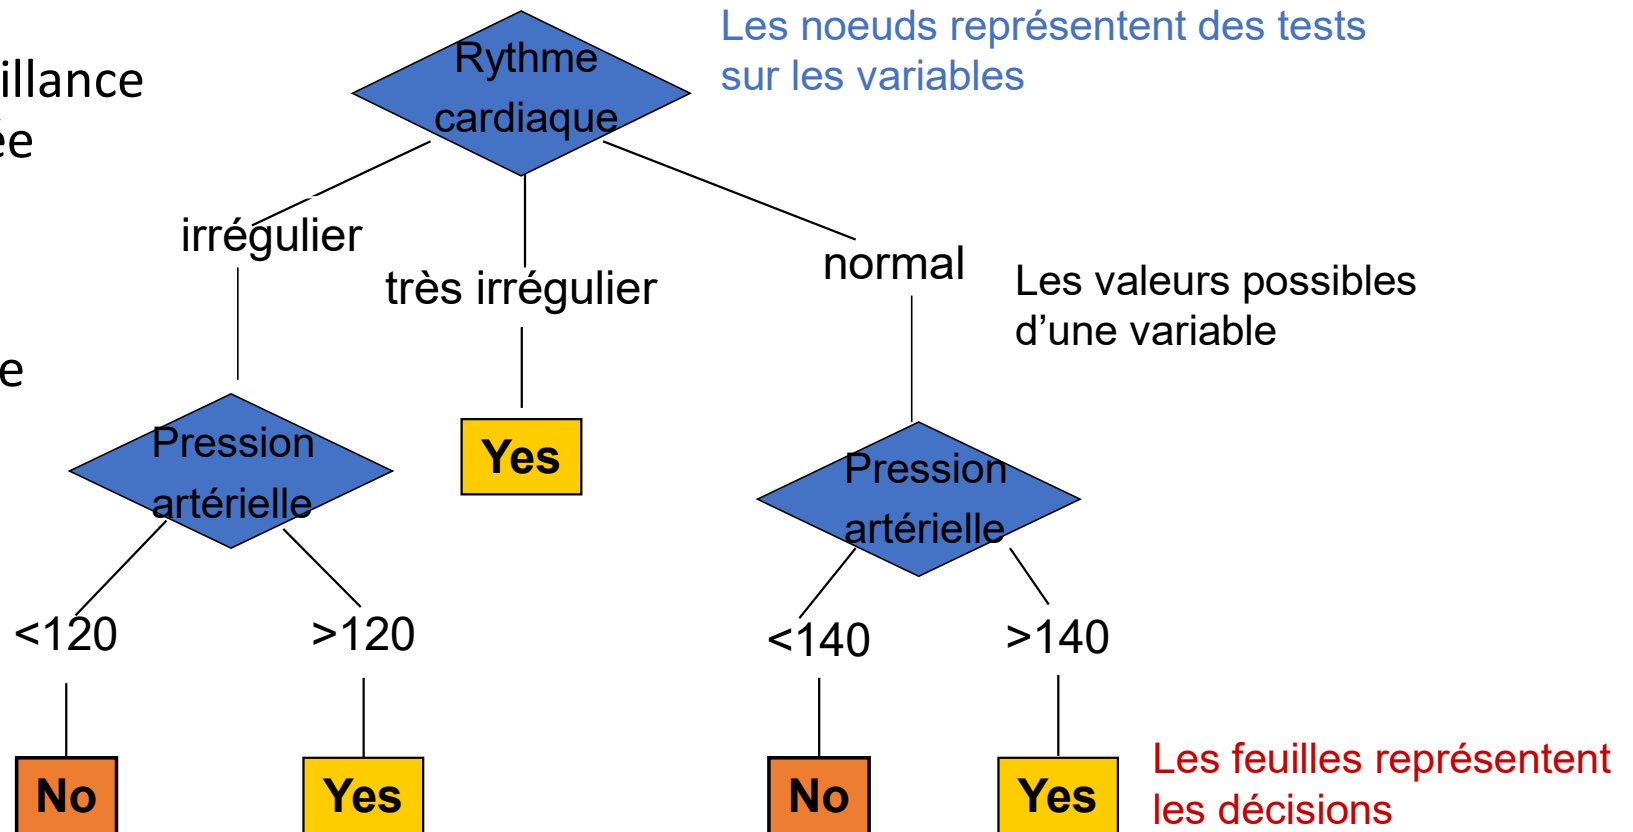 Les noeuds représentent des tests
sur les variables
Rythme
cardiaque
illance
ée
irrégulier
très irrégulier
normal
Les valeurs possibles
d’une variable
e
Pression
artérielle
Yes
Pression
artérielle
<120
>120
<140
>140
No
Yes
No
Yes
Les feuilles représentent
les décisions